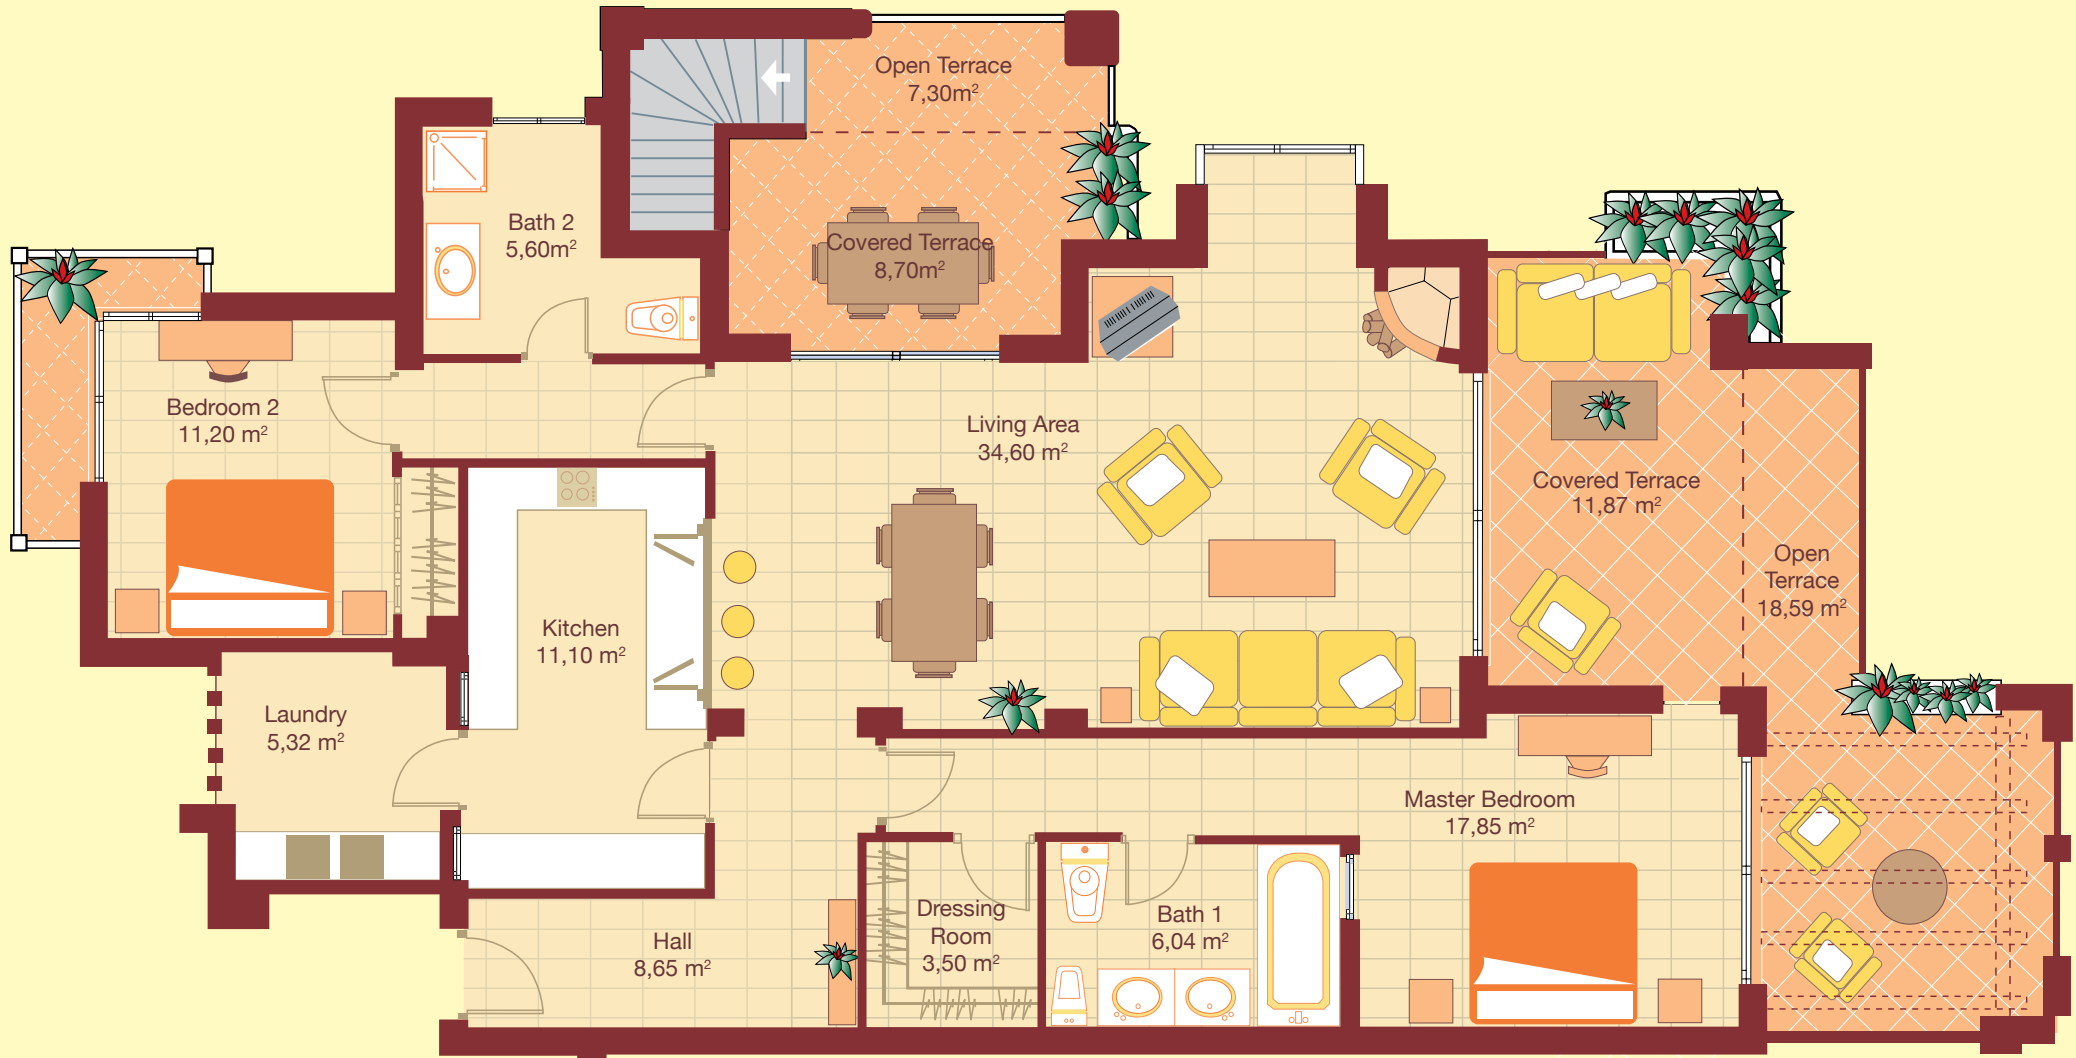 Open Terrace
7,30m²
Bath 2
5,60m²
Covered Terrace
8,70m²
Bedroom 2
11,20 m²
Living Area
34,60 m²
Covered Terrace
11,87 m²
Open
Terrace
18,59 m²
Kitchen
11,10 m²
Laundry
5,32 m²
Master Bedroom
17,85 m²
Dressing
Room
3,50 m²
Bath 1
6,04 m²
Hall
8,65 m²